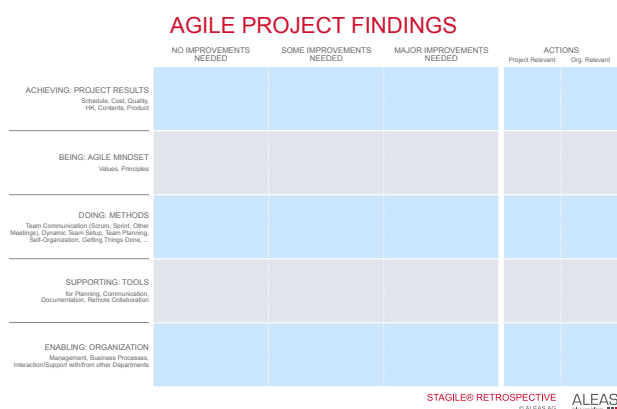 AGILE PROJECT FINDINGS
NO IMPROVEMENTS
NEEDED
SOME IMPROVEMENTS
NEEDED
MAJOR IMPROVEMENTS
NEEDED
ACTIONS
Project Relevant
Org. Relevant
ACHIEVING: PROJECT RESULTS
Schedule, Cost, Quality,
HK, Contents, Product
BEING: AGILE MINDSET
Values, Principles
DOING: METHODS
Team Communication (Scrum, Sprint, Other
Meetings), Dynamic Team Setup, Team Planning,
Self-Organization, Getting Things Done, ...
SUPPORTING: TOOLS
for Planning, Communication,
Documentation, Remote Collaboration
ENABLING: ORGANIZATION
Management, Business Processes,
Interaction/Support with/from other Departments
STAGILE® RETROSPECTIVE
© ALEAS AG
ALEAS